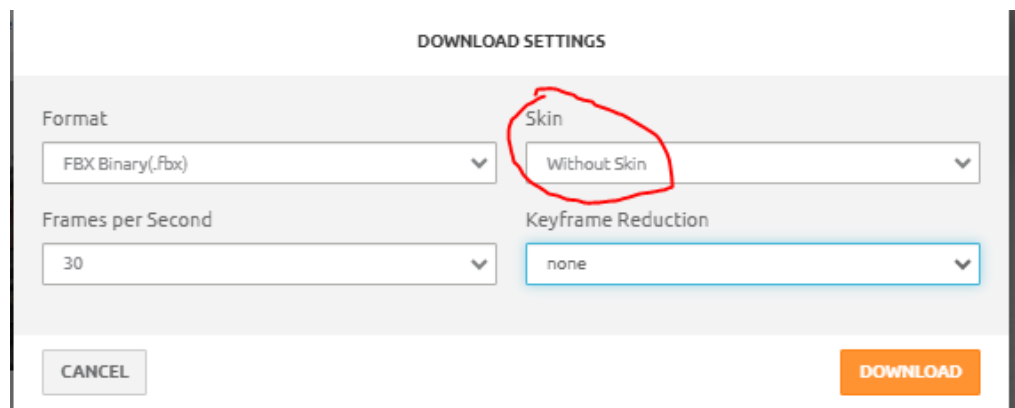 DOWNLOAD SETTINGS
Format
Skin
FBX Binary(.fbx)
Without Skin
Frames per Second
Keyframe Reduction
30
none
CANCEL
DOWNLOAD